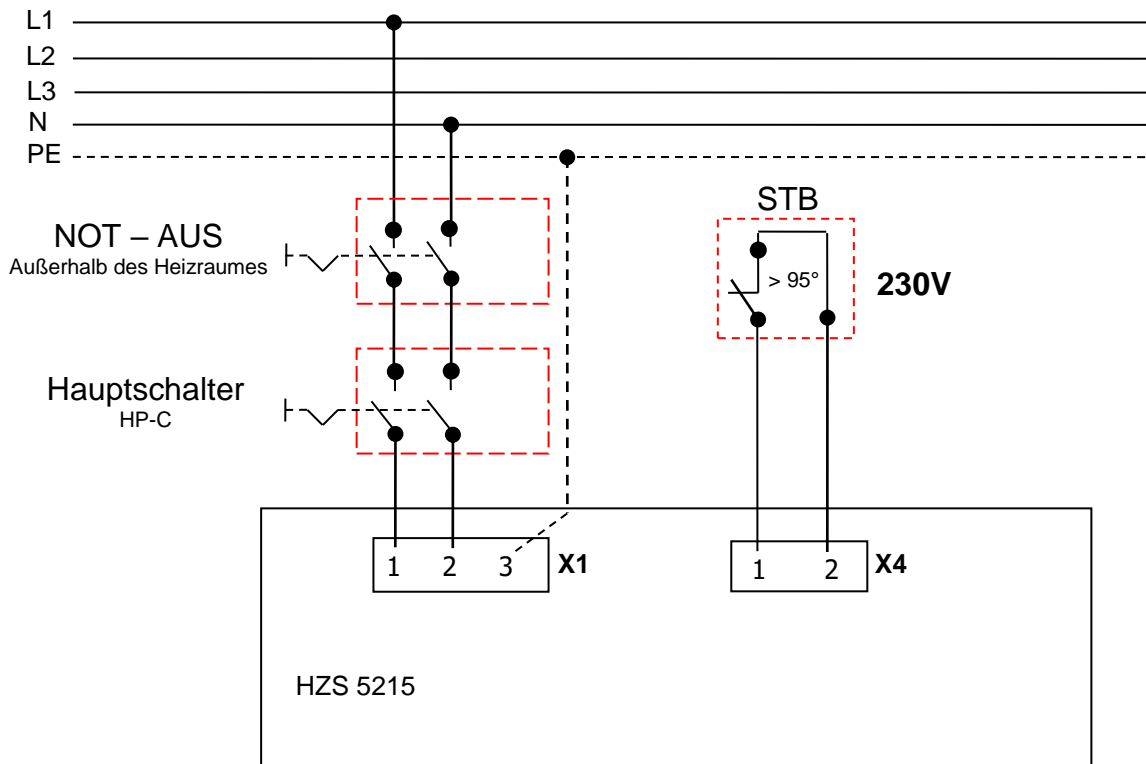 L1
L2
L3
N
PE
NOT – AUS
Außerhalb des Heizraumes
STB
> 95°
230V
Hauptschalter
HP-C
1 2 3 X1
1 2 X4
HZS 5215